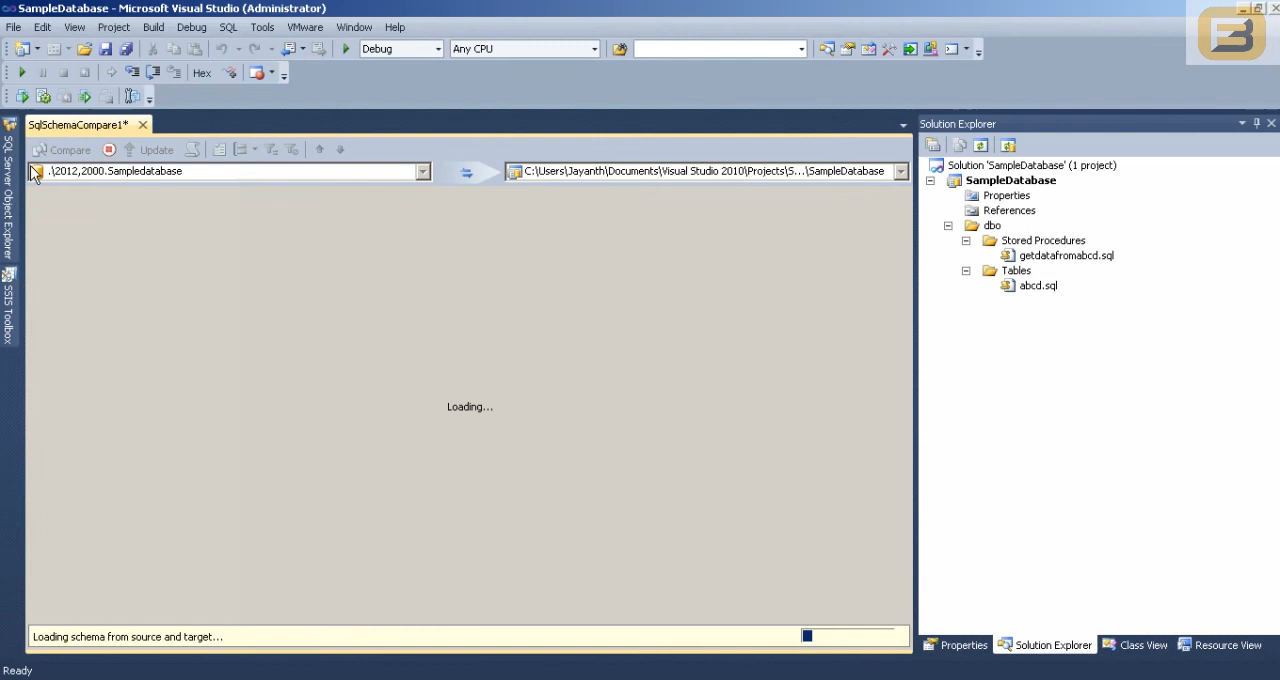 SampleDatabase - Microsoft Visual Studio (Administrator)
File Edit View Project Build Debug SQL Tools VMware Window Help
Debug Any CPU
Hex
SqlSchemaCompare1*
Compare Update
.\2012,2000.Sampledatabase
C:\Users\Jayanth\Documents\Visual Studio 2010\Projects\S...\SampleDatabase
Loading...
Loading schema from source and target...
SQL Server Object Explorer
SSIS Toolbox
Solution Explorer
Solution 'SampleDatabase' (1 project)
SampleDatabase
Properties
References
dbo
Stored Procedures
getdatafromabcd.sql
Tables
abcd.sql
Properties Solution Explorer Class View Resource View
Ready